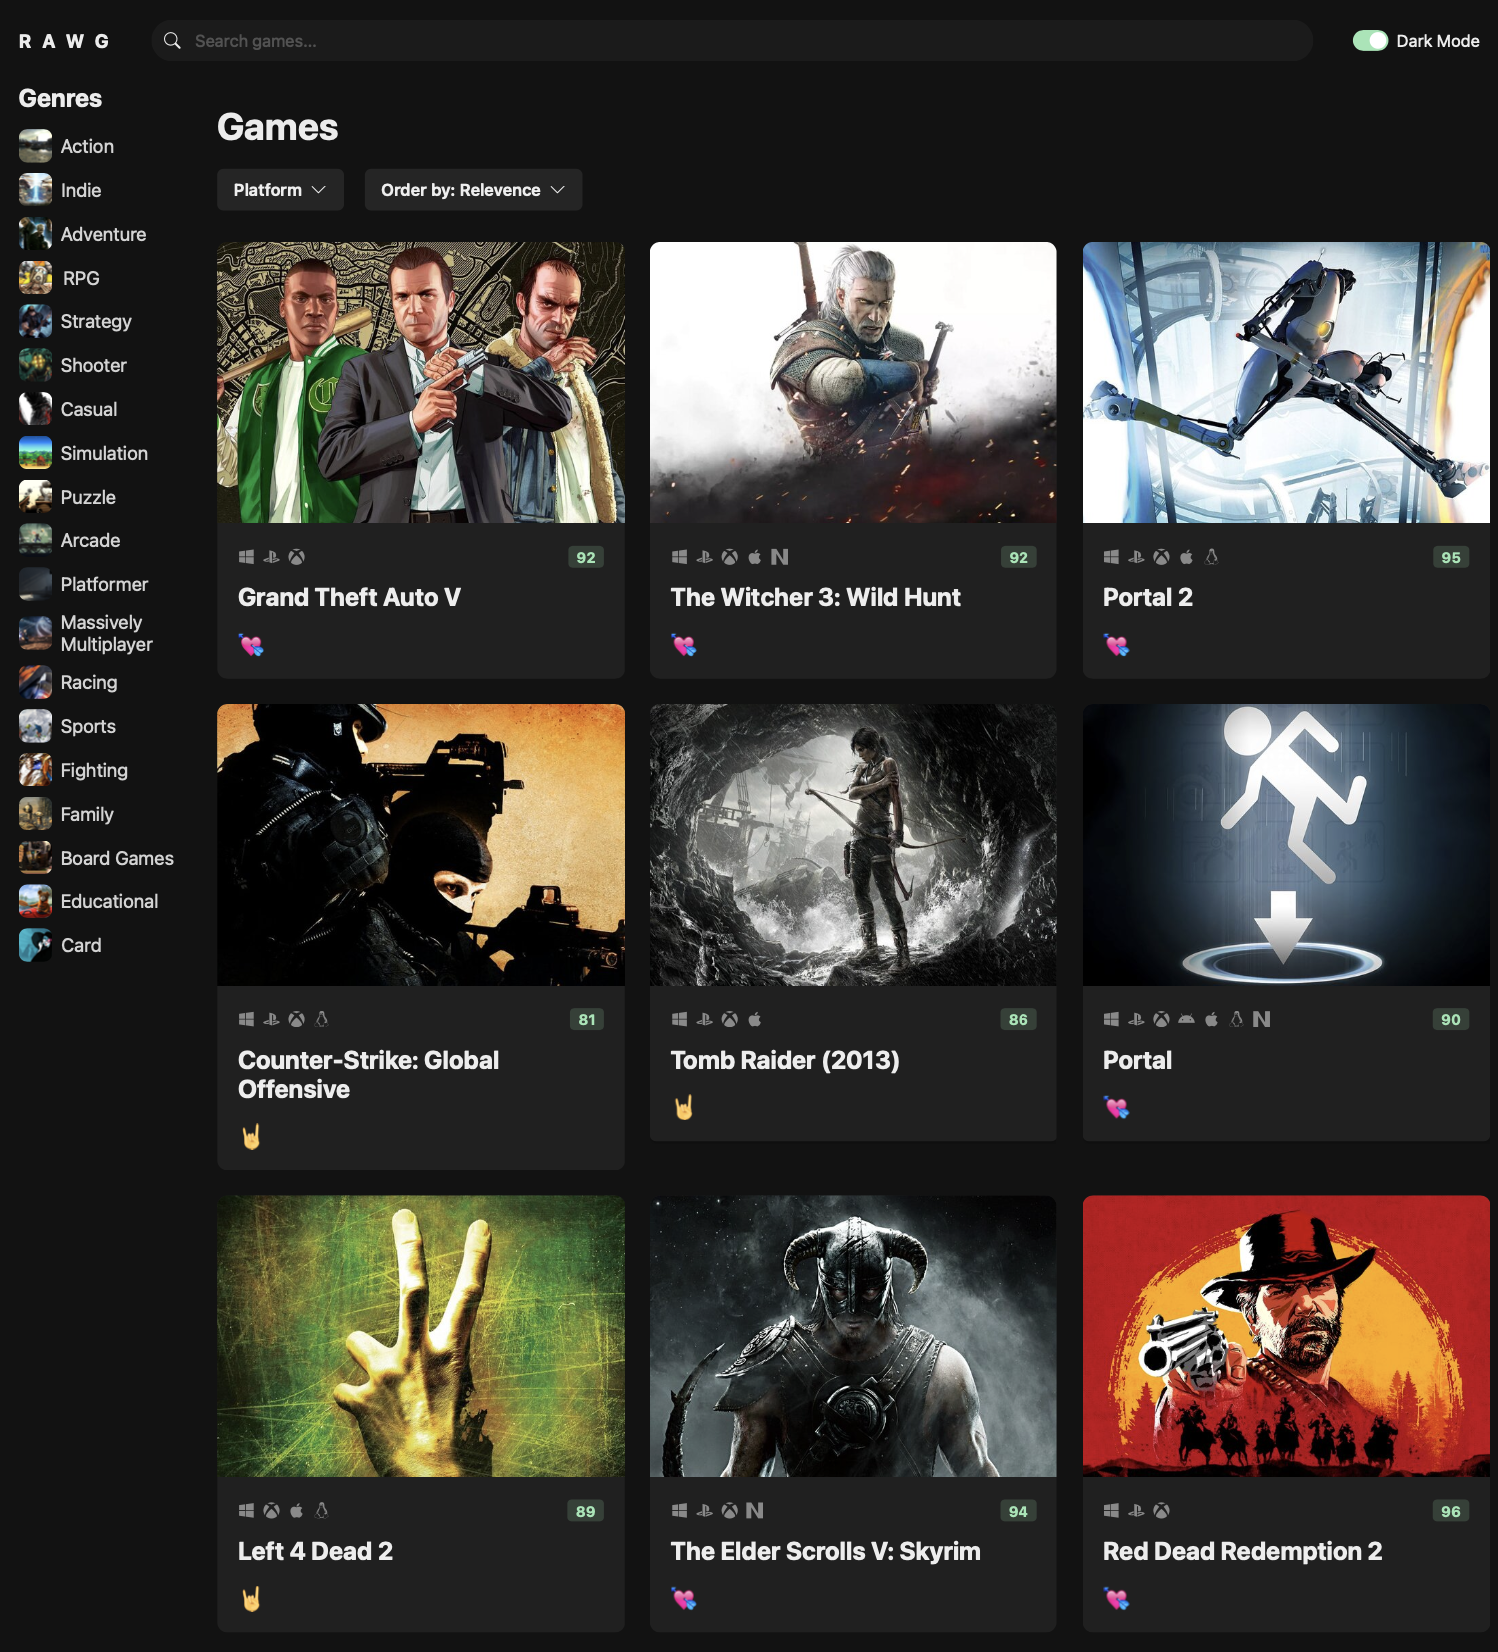 R A W G
Search games...
Dark Mode
Genres
Action
Indie
Adventure
RPG
Strategy
Shooter
Casual
Simulation
Puzzle
Arcade
Platformer
Massively
Multiplayer
Racing
Sports
Fighting
Family
Board Games
Educational
Card
Games
Platform
Order by: Relevence
92
Grand Theft Auto V
92
The Witcher 3: Wild Hunt
95
Portal 2
81
Counter-Strike: Global
Offensive
86
Tomb Raider (2013)
90
Portal
89
Left 4 Dead 2
94
The Elder Scrolls V: Skyrim
96
Red Dead Redemption 2